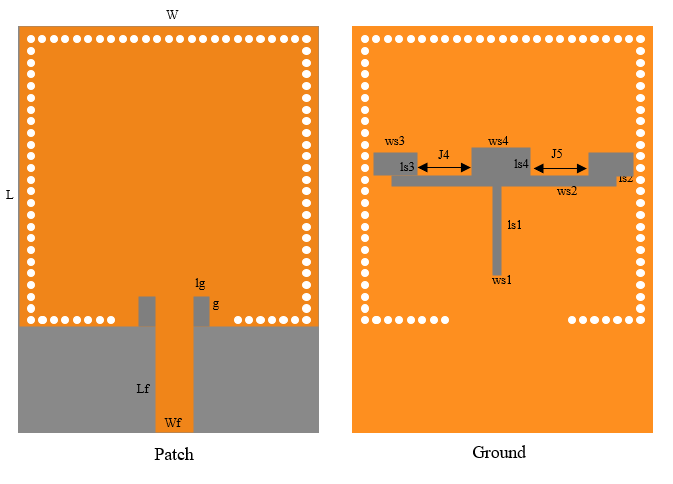 W
ws3
J4
ws4
J5
ls3
ls4
ls2
ws2
L
ls1
lg
ws1
g
Lf
Wf
Patch
Ground